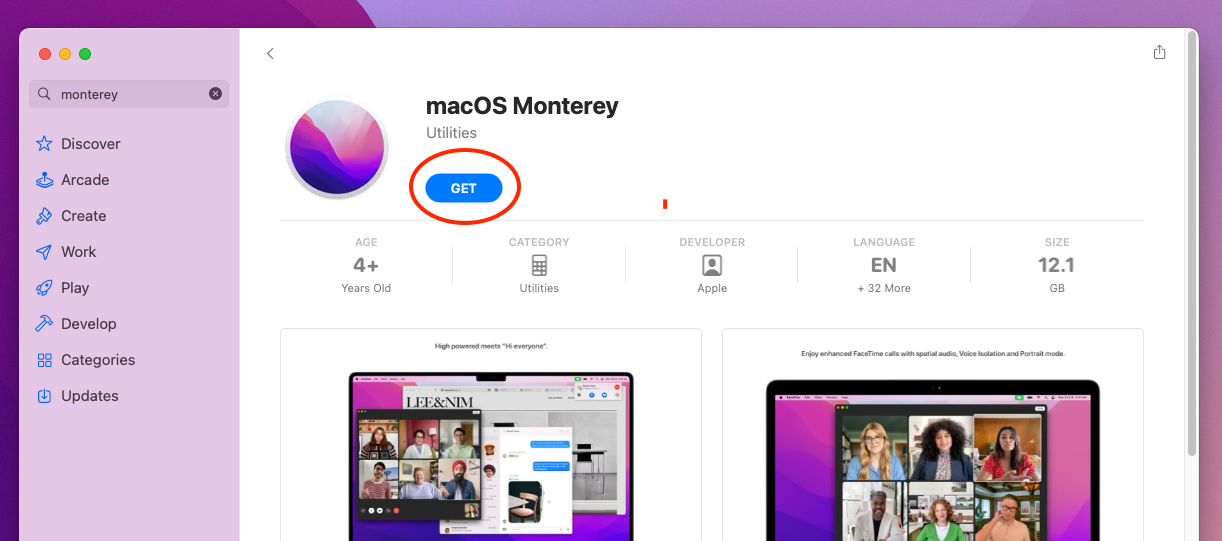 monterey
Discover
Arcade
Create
Work
Play
Develop
Categories
Updates
macOS Monterey
Utilities
GET
AGE
4+
Years Old
CATEGORY
Utilities
DEVELOPER
Apple
LANGUAGE
EN
+ 32 More
SIZE
12.1
GB
High powered meets “Hi everyone”.
LEE&NIM
Enjoy enhanced FaceTime calls with spatial audio, Voice Isolation and Portrait mode.